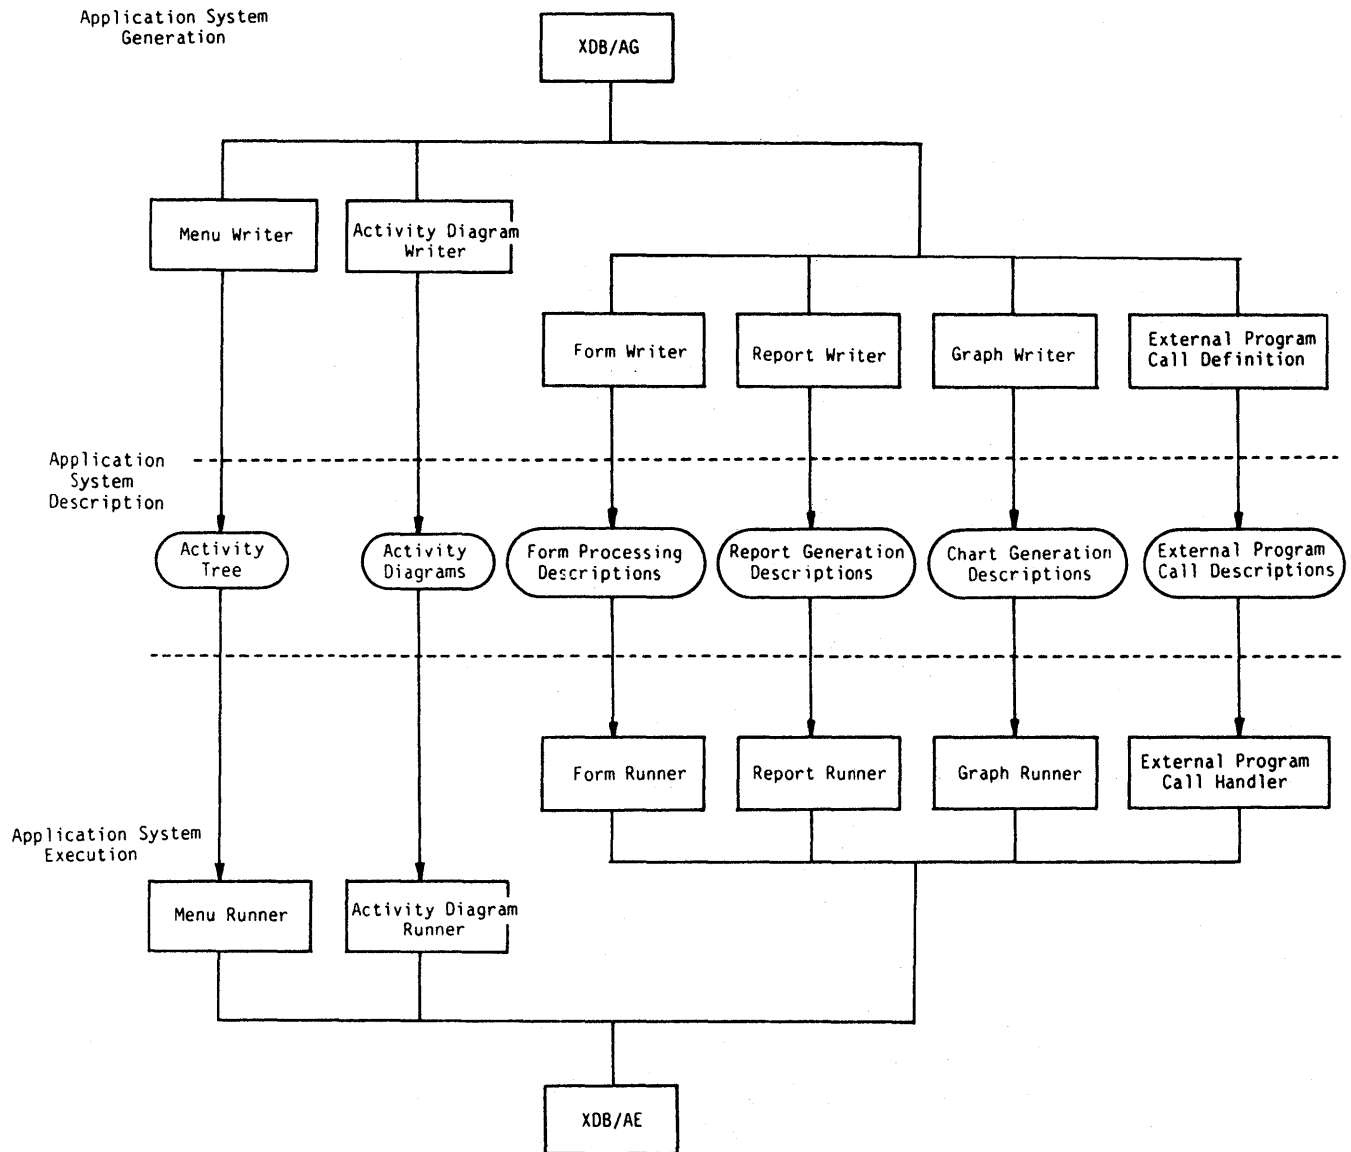 Application System
Generation
XDB/AG
Menu Writer
Activity Diagram
Writer
Form Writer
Report Writer
Graph Writer
External Program
Call Definition
Application
System
Description
Activity
Tree
Activity
Diagrams
Form Processing
Descriptions
Report Generation
Descriptions
Chart Generation
Descriptions
External Program
Call Descriptions
Form Runner
Report Runner
Graph Runner
External Program
Call Handler
Application System
Execution
Menu Runner
Activity Diagram
Runner
XDB/AE